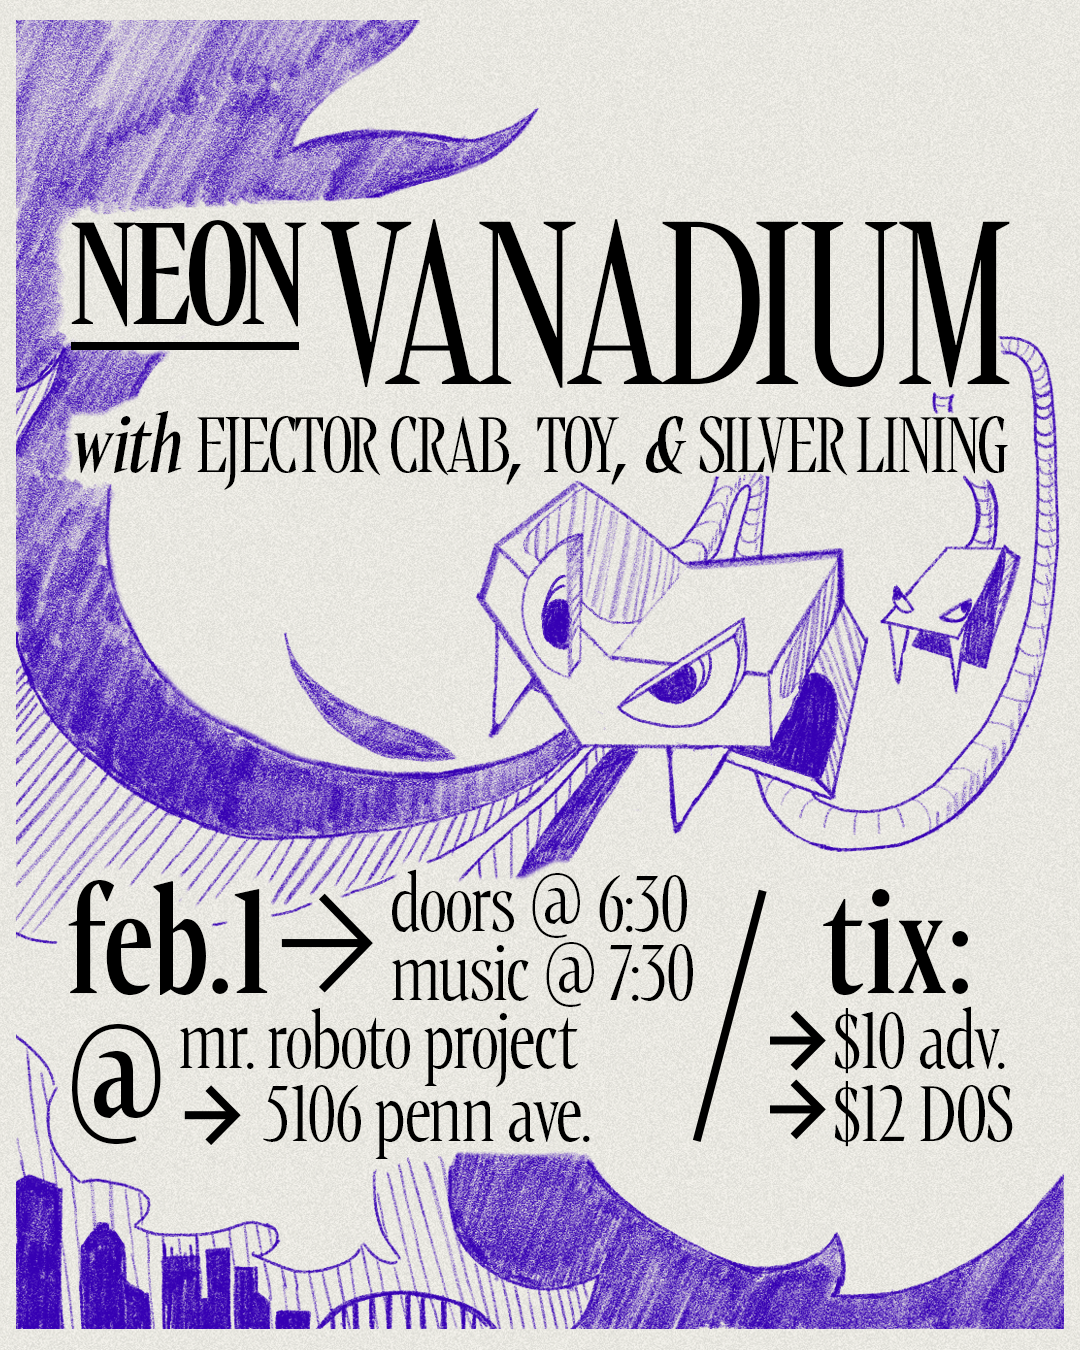 NEON VANADIUM
with EJECTOR CRAB, TOY, & SILVER LINING
feb.1 → doors @ 6:30
music @ 7:30
@ mr. roboto project
→ 5106 penn ave.
/
tix:
→ $10 adv.
→ $12 DOS